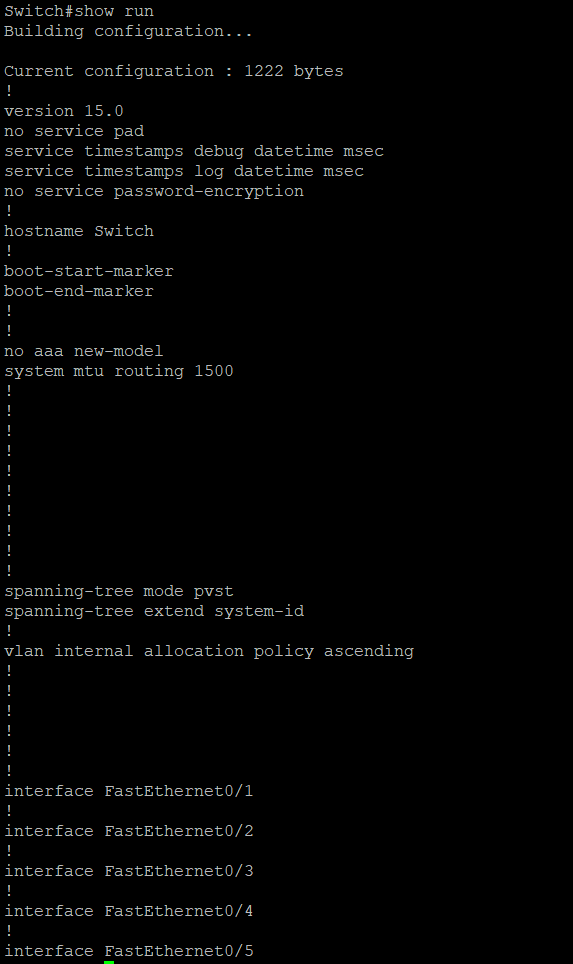 Switch#show run
Building configuration...
Current configuration : 1222 bytes
!
version 15.0
no service pad
service timestamps debug datetime msec
service timestamps log datetime msec
no service password-encryption
!
hostname Switch
!
boot-start-marker
boot-end-marker
!
!
no aaa new-model
system mtu routing 1500
!
!
!
!
!
!
!
!
!
!
spanning-tree mode pvst
spanning-tree extend system-id
!
vlan internal allocation policy ascending
!
!
!
!
!
!
interface FastEthernet0/1
!
interface FastEthernet0/2
!
interface FastEthernet0/3
!
interface FastEthernet0/4
!
interface FastEthernet0/5